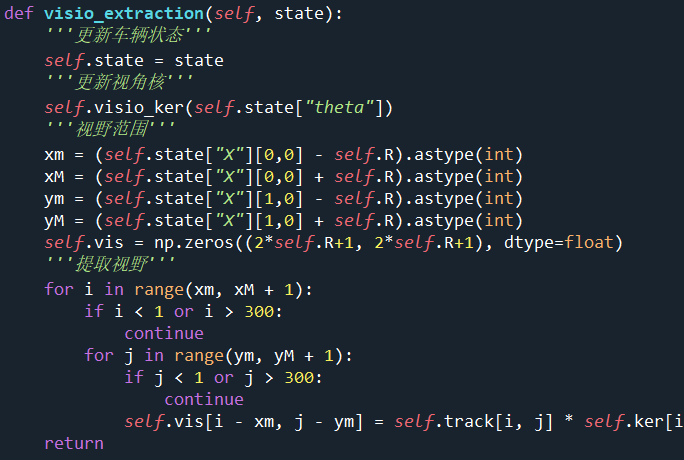 def visio_extraction(self, state):
    '''更新车辆状态'''
    self.state = state
    '''更新视角核'''
    self.visio_ker(self.state["theta"])
    '''视野范围'''
    xm = (self.state["X"][0,0] - self.R).astype(int)
    xM = (self.state["X"][0,0] + self.R).astype(int)
    ym = (self.state["X"][1,0] - self.R).astype(int)
    yM = (self.state["X"][1,0] + self.R).astype(int)
    self.vis = np.zeros((2*self.R+1, 2*self.R+1), dtype=float)
    '''提取视野'''
    for i in range(xm, xM + 1):
        if i < 1 or i > 300:
            continue
        for j in range(ym, yM + 1):
            if j < 1 or j > 300:
                continue
            self.vis[i - xm, j - ym] = self.track[i, j] * self.ker[i
    return